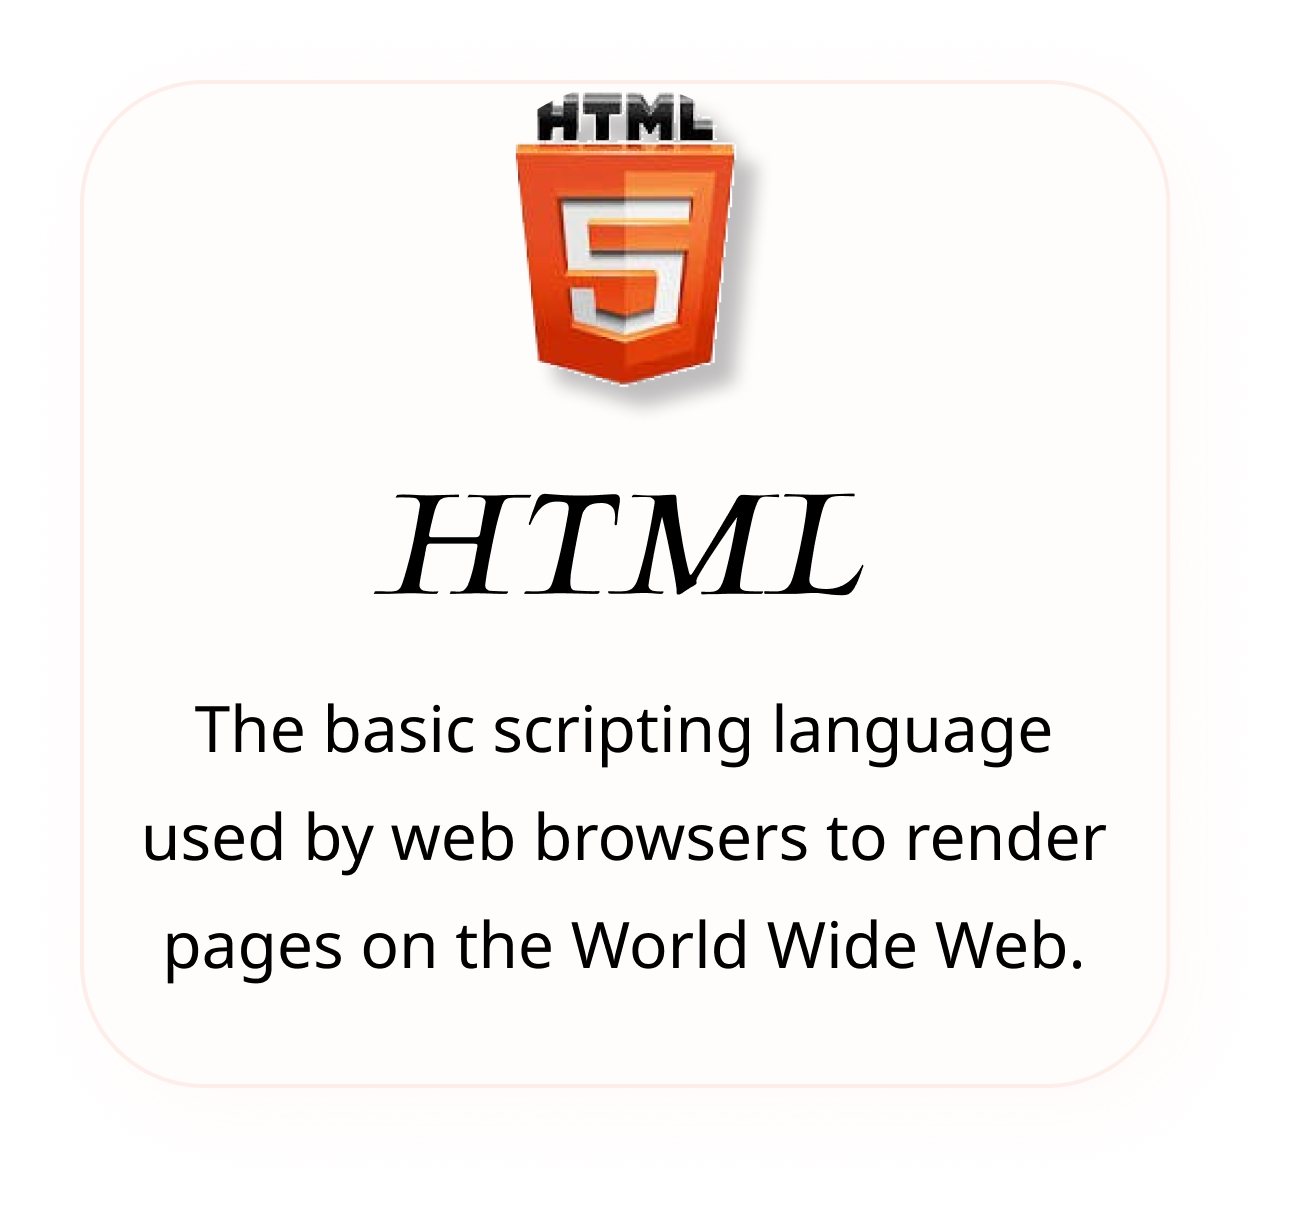 HTML
5
HTML
The basic scripting language
used by web browsers to render
pages on the World Wide Web.